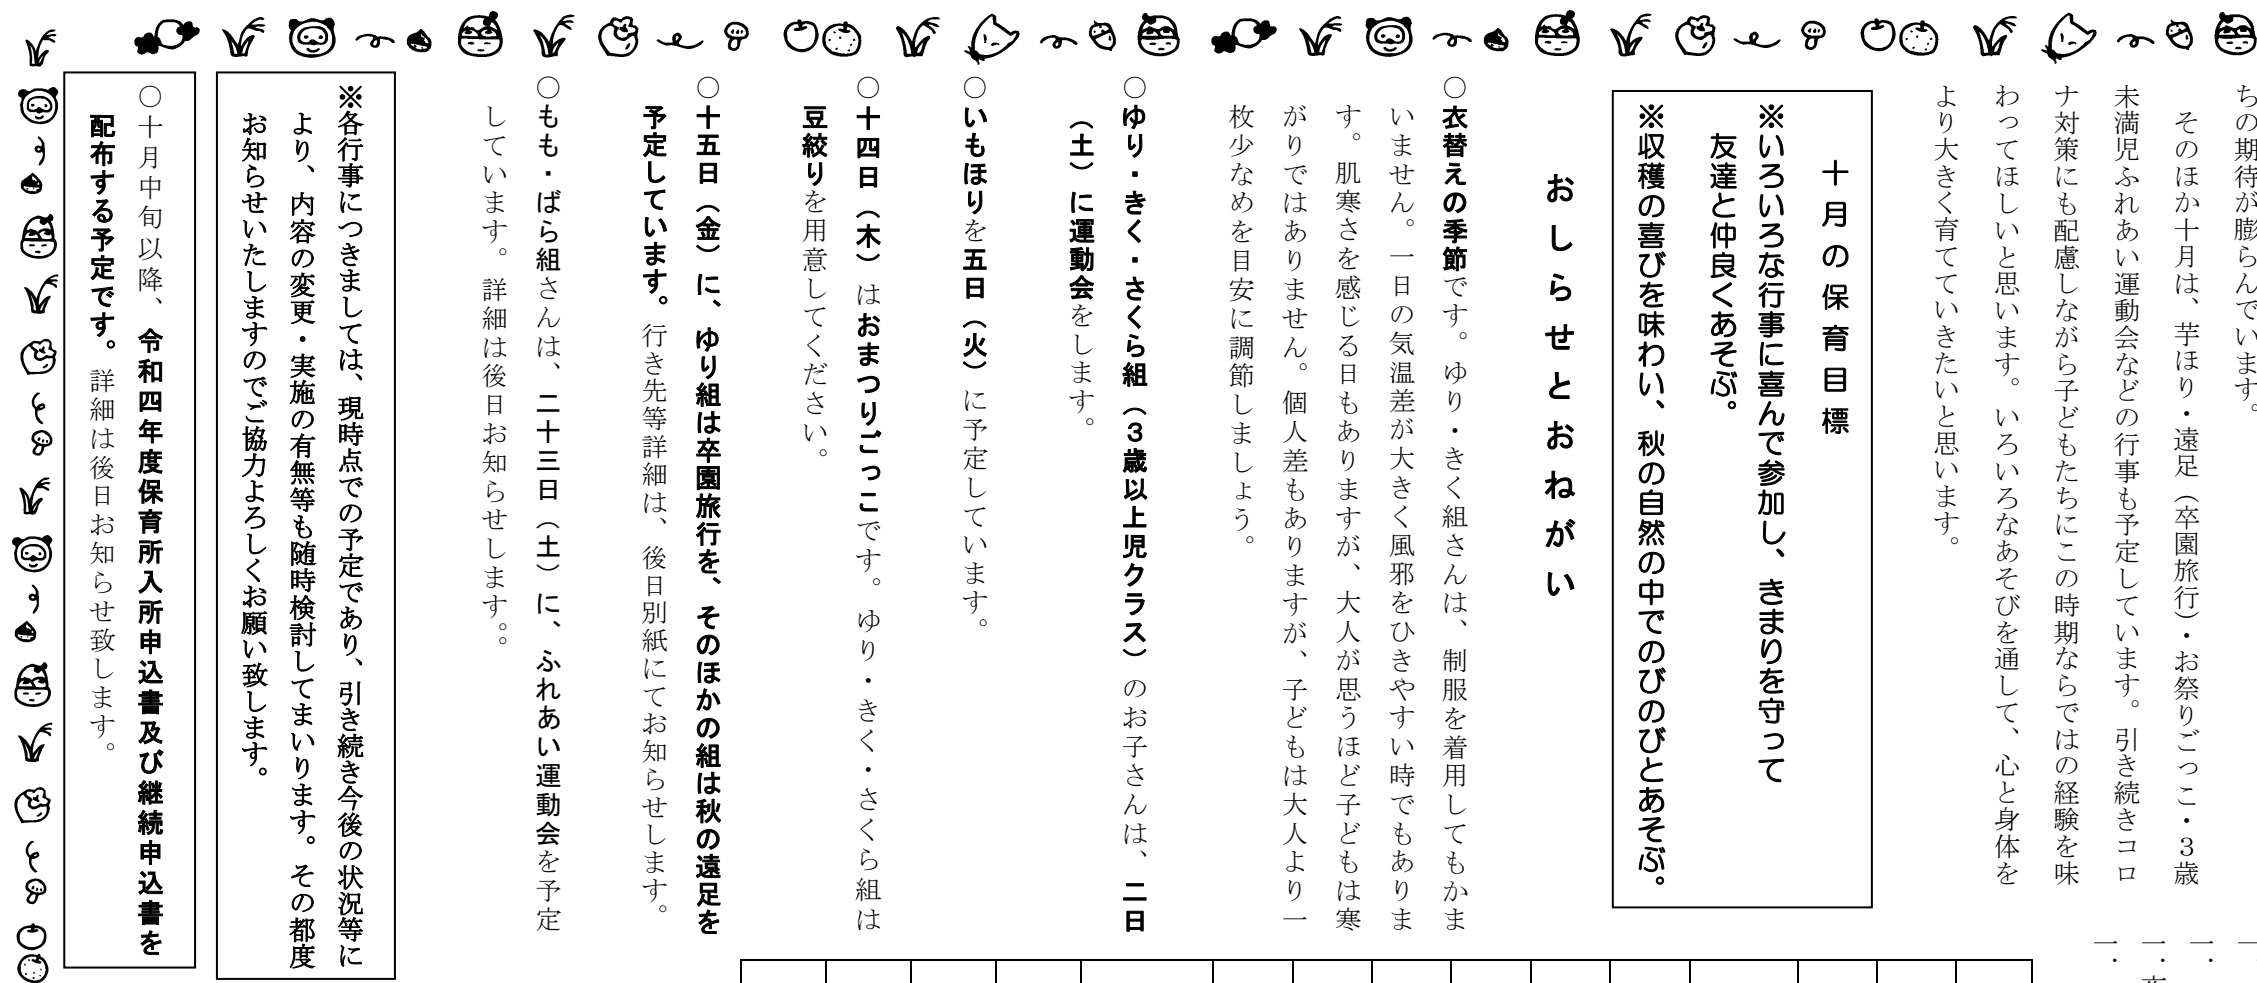 ちの期待が膨らんでいます。
そのほか十月は、芋ほり・遠足（卒園旅行）・お祭りごっこ・３歳
未満児ふれあい運動会などの行事も予定しています。引き続きコロ
ナ対策にも配慮しながら子どもたちにこの時期ならではの経験を味
わってほしいと思います。いろいろなあそびを通して、心と身体を
より大きく育てていきたいと思います。
十月の保育目標
※いろいろな行事に喜んで参加し、きまりを守って
友達と仲良くあそぶ。
※収穫の喜びを味わい、秋の自然の中でのびのびとあそぶ。
おしらせとおねがい
○衣替えの季節です。ゆり・きく組さんは、制服を着用してもかま
いません。一日の気温差が大きく風邪をひきやすい時でもありま
す。肌寒さを感じる日もありますが、大人が思うほど子どもは寒
がりではありません。個人差もありますが、子どもは大人より一
枚少なめを目安に調節しましょう。
○ゆり・きく・さくら組（３歳以上児クラス）のお子さんは、二日
（土）に運動会をします。
○いもほりを五日（火）に予定しています。
○十四日（木）はおまつりごっこです。ゆり・きく・さくら組は
豆絞りを用意してください。
○十五日（金）に、ゆり組は卒園旅行を、そのほかの組は秋の遠足を
予定しています。行き先等詳細は、後日別紙にてお知らせします。
○もも・ばら組さんは、二十三日（土）に、ふれあい運動会を予定
しています。詳細は後日お知らせします。。
※各行事につきましては、現時点での予定であり、引き続き今後の状況等に
より、内容の変更・実施の有無等も随時検討してまいります。その都度
お知らせいたしますのでご協力よろしくお願い致します。
○十月中旬以降、令和四年度保育所入所申込書及び継続申込書を
配布する予定です。詳細は後日お知らせ致します。
一．
一．
一．